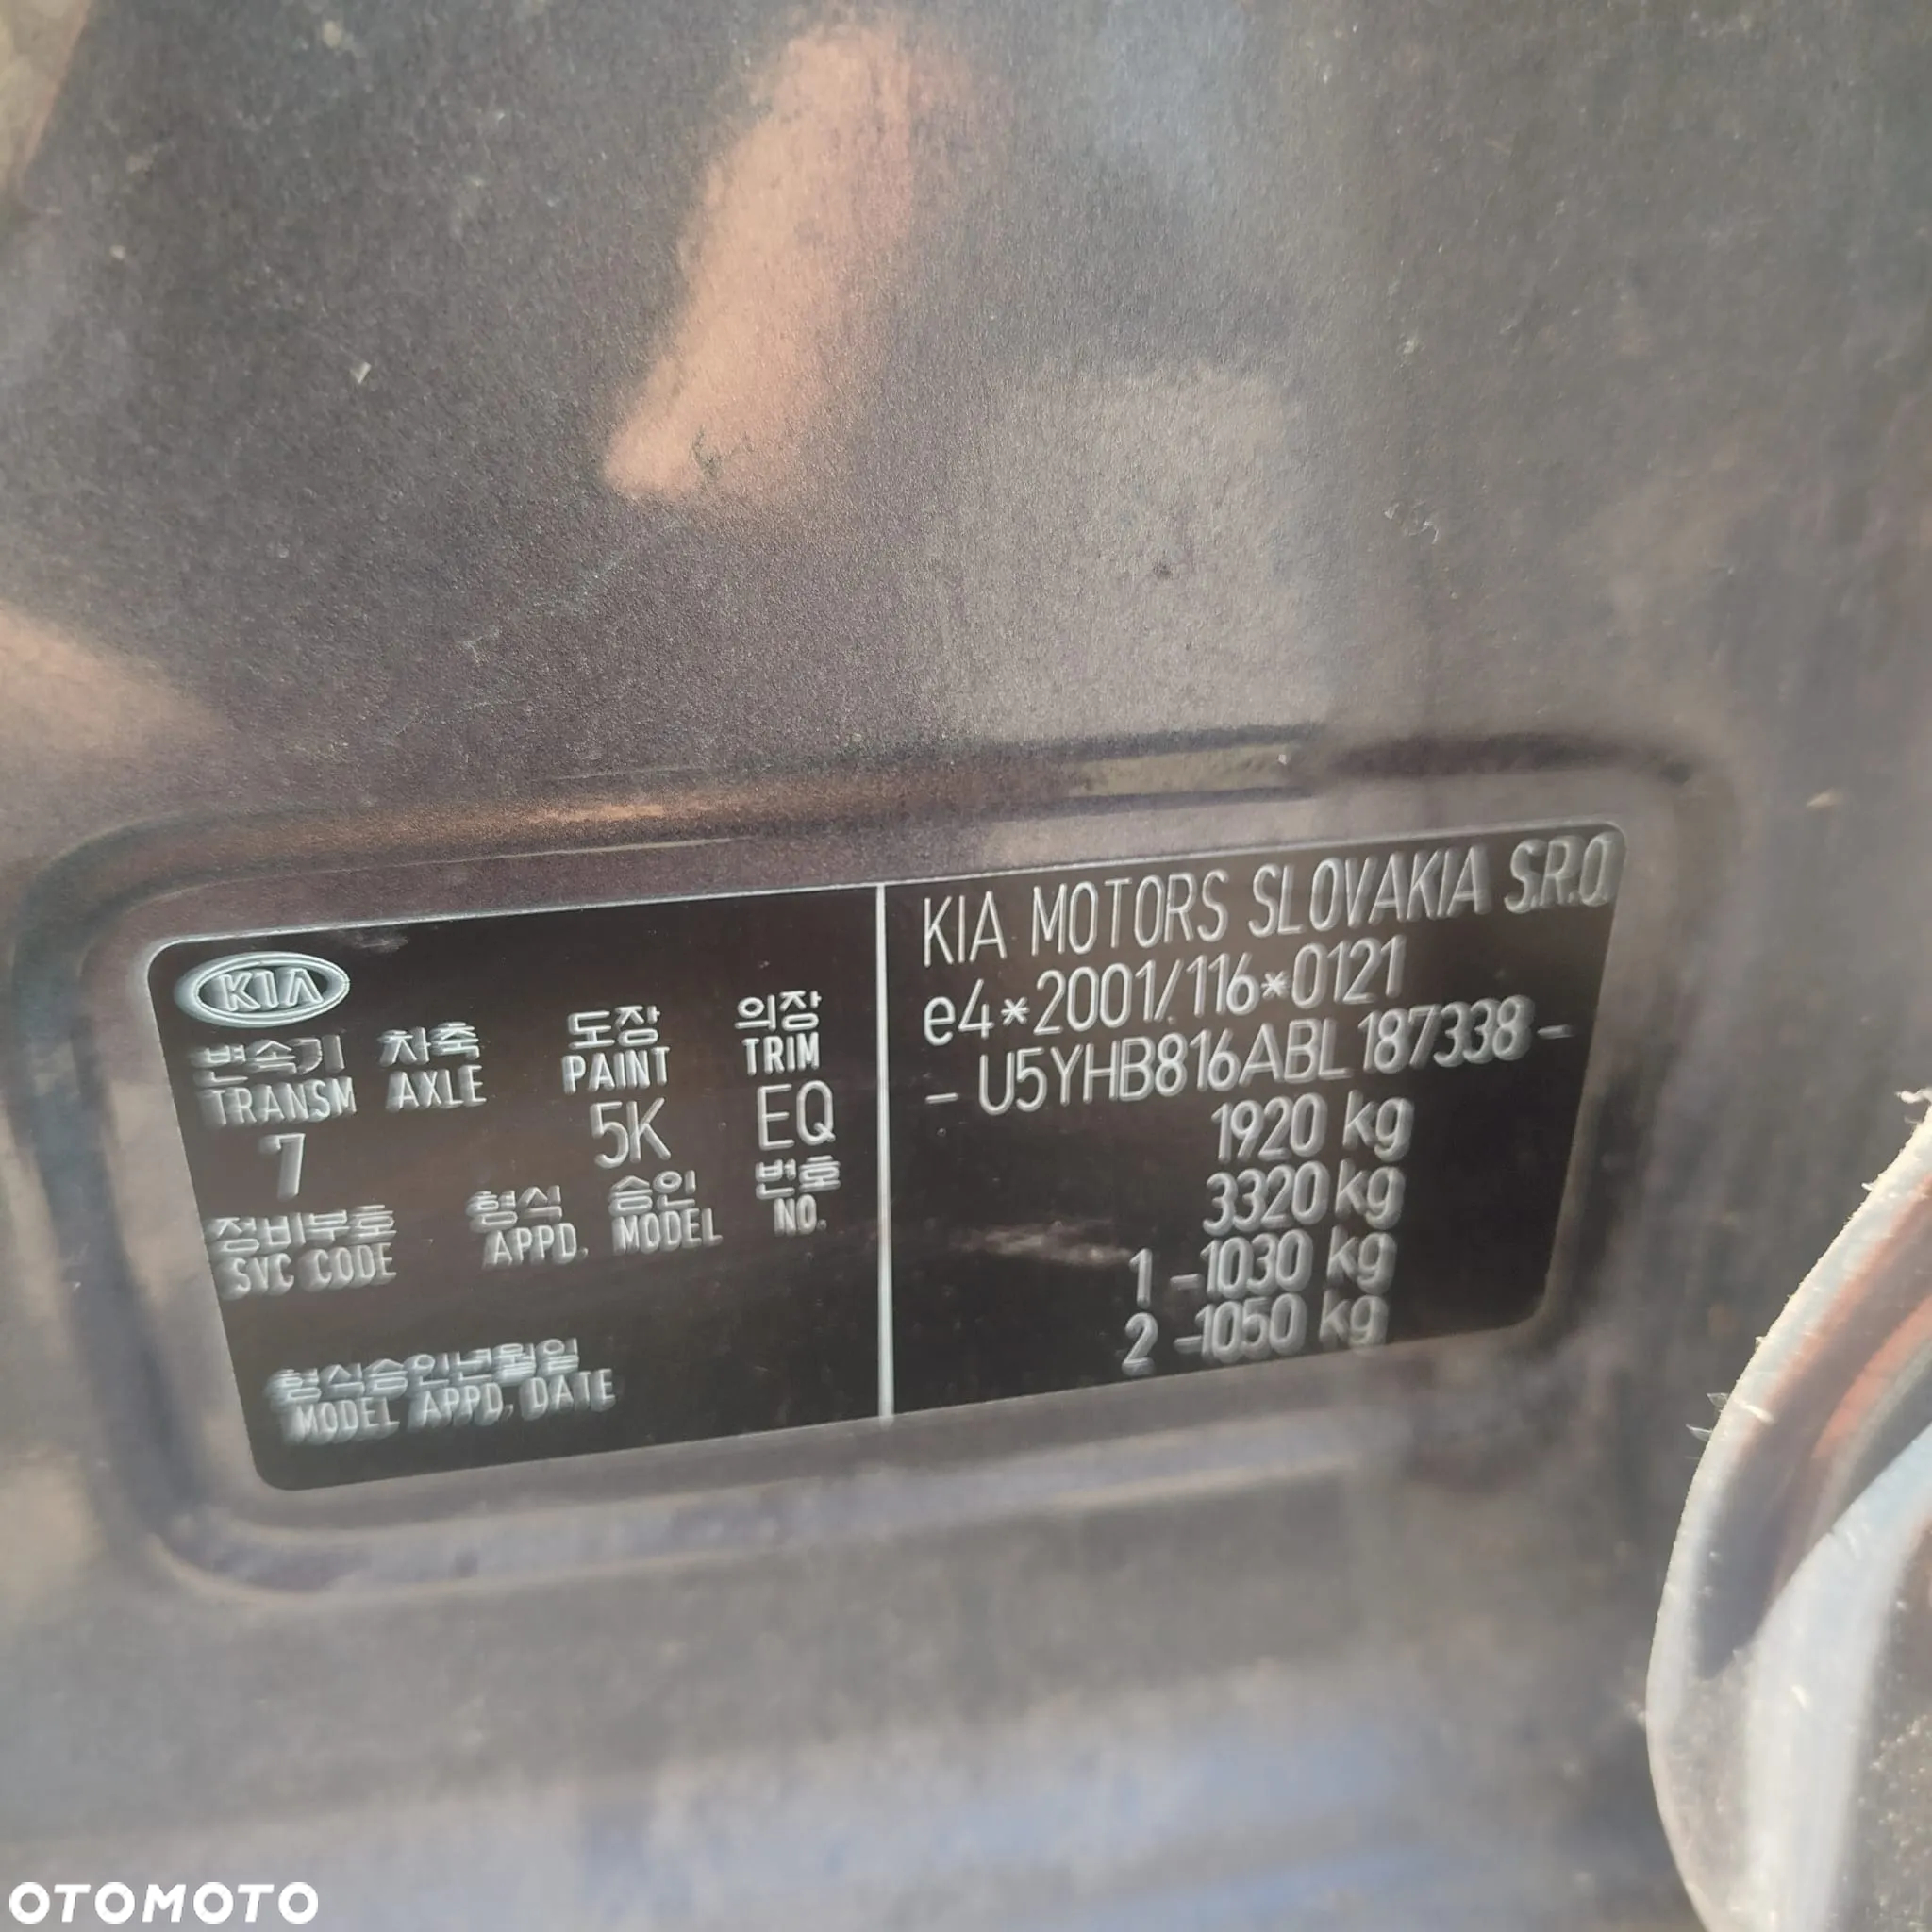 KIA
변속기 차축 도장 의장
TRANSM AXLE PAINT TRIM
7 5K EQ
정비부호 형식 승인 번호
SVC CODE APPD. MODEL NO.
형식승인년월일
MODEL APPD. DATE
KIA MOTORS SLOVAKIA S.R.O.
e4*2001/116*0121
- U5YHB816ABL187338 -
1920 kg
3320 kg
1 -1030 kg
2 -1050 kg
OTOMOTO